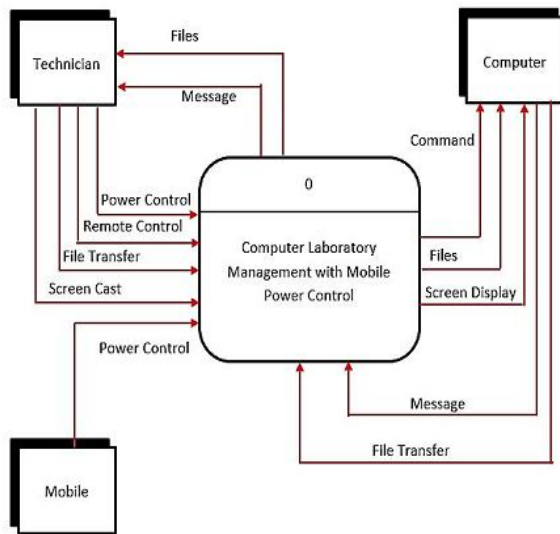 Files
Technician
Computer
Message
Command
0
Power Control
Remote Control
Computer Laboratory
Management with Mobile
Power Control
File Transfer
Files
Screen Cast
Screen Display
Power Control
Message
File Transfer
Mobile